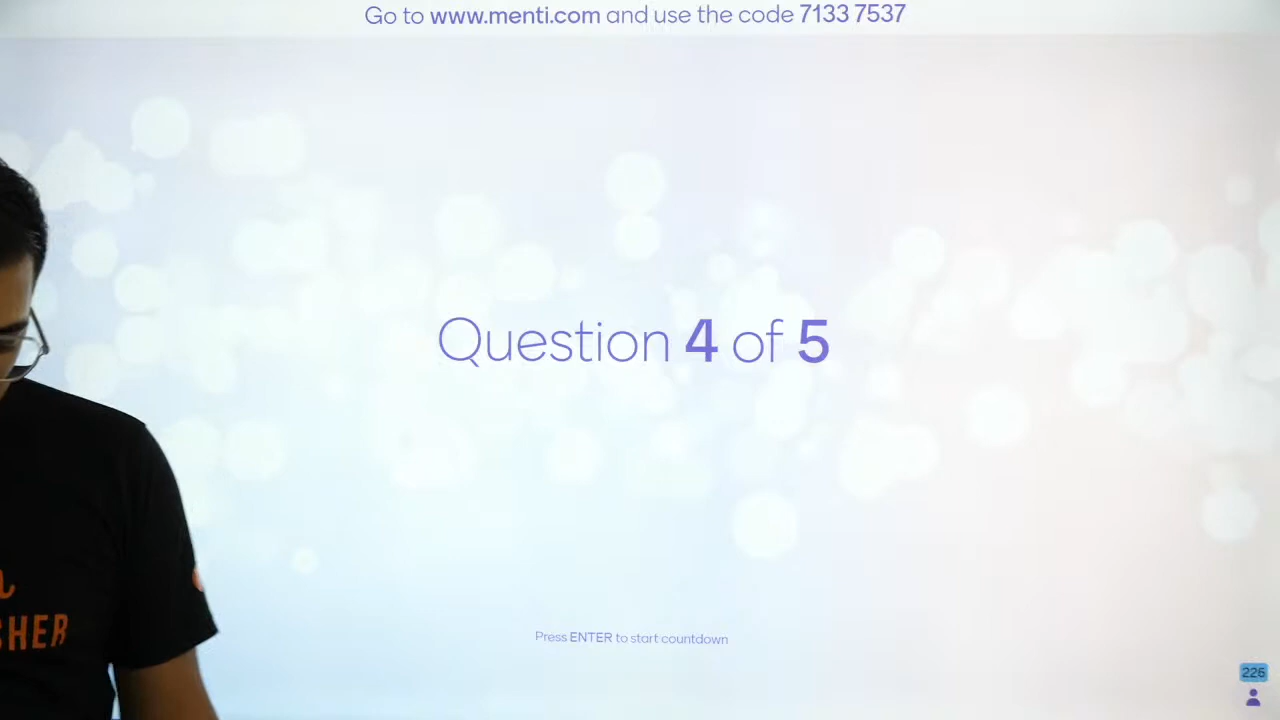 Go to www.menti.com and use the code 7133 7537
Question 4 of 5
Press ENTER to start countdown
226